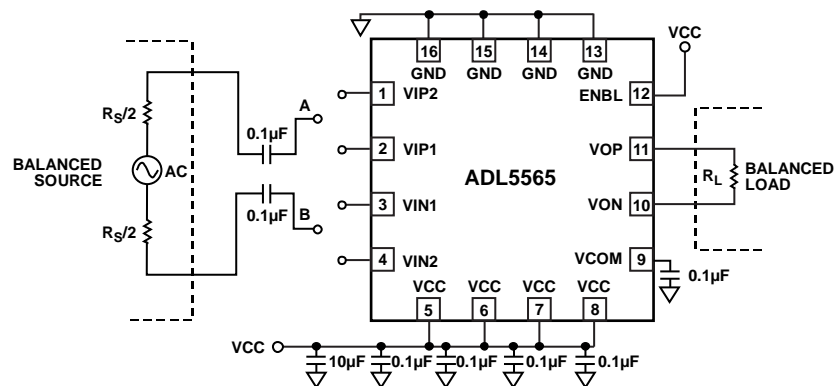 VCC
16 15 14 13
GND GND GND GND
ENBL 12
1 VIP2
RS/2
A
0.1µF
2 VIP1
VOP 11
BALANCED
SOURCE
AC
ADL5565
RL
BALANCED
LOAD
0.1µF
B
3 VIN1
VON 10
RS/2
4 VIN2
VCOM 9
0.1µF
VCC VCC VCC VCC
5 6 7 8
VCC
10µF 0.1µF 0.1µF 0.1µF 0.1µF